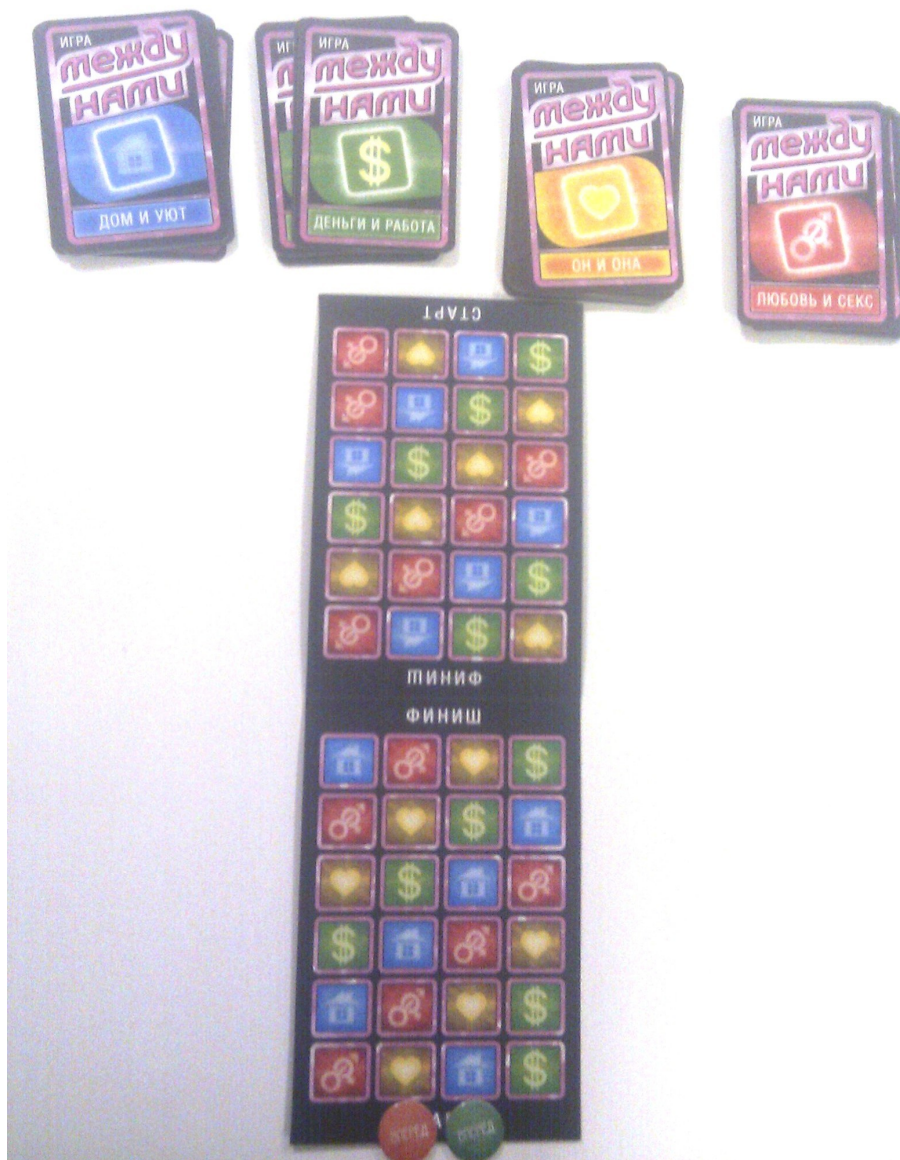 ИГРА
между
нами
ДОМ И УЮТ
ИГРА
между
нами
ДЕНЬГИ И РАБОТА
ИГРА
между
нами
ОН И ОНА
ИГРА
между
нами
ЛЮБОВЬ И СЕКС
СТАРТ
ФИНИШ
ФИНИШ